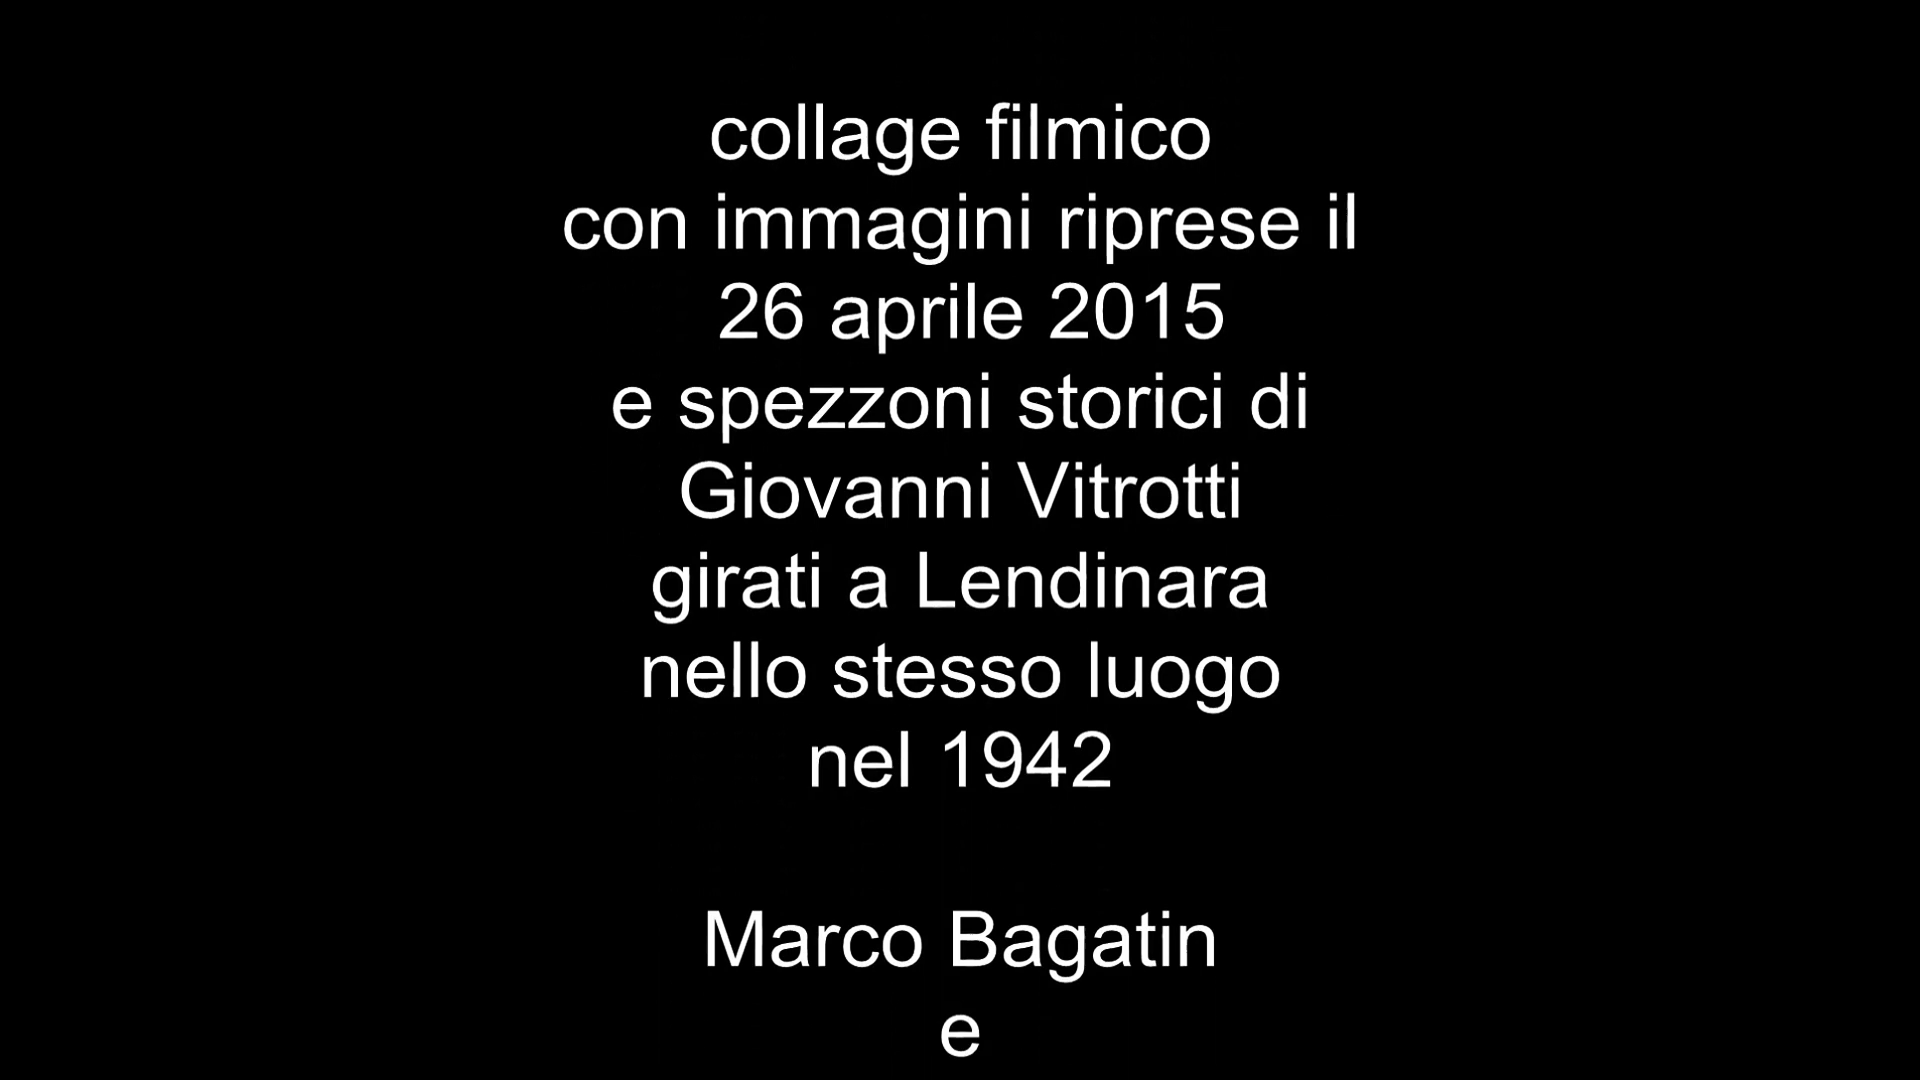 collage filmico
con immagini riprese il
26 aprile 2015
e spezzoni storici di
Giovanni Vitrotti
girati a Lendinara
nello stesso luogo
nel 1942
Marco Bagatin
e